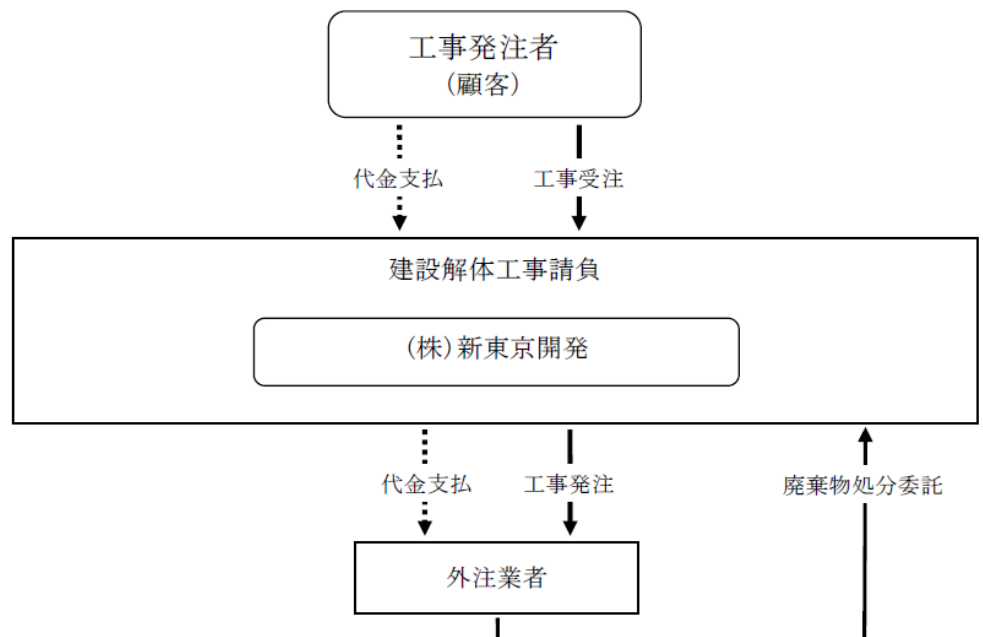 工事発注者
(顧客)
代金支払
工事受注
建設解体工事請負
(株)新東京開発
代金支払
工事発注
廃棄物処分委託
外注業者